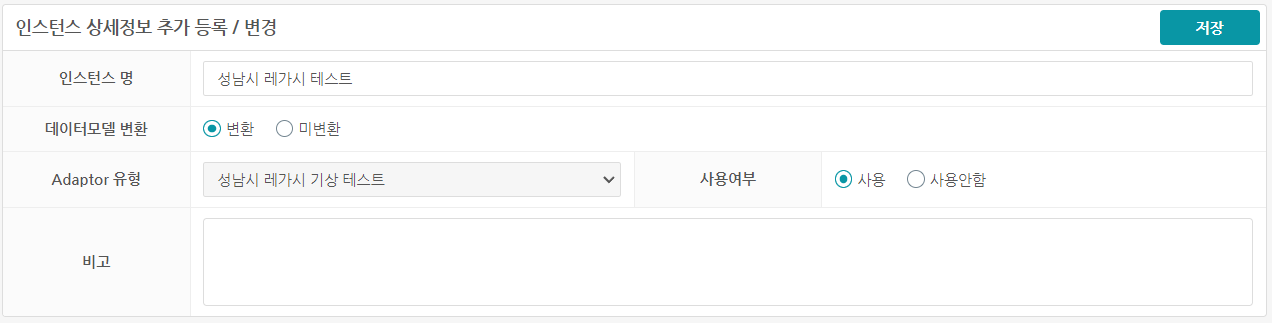 인스턴스 상세정보 추가 등록 / 변경 저장
인스턴스 명 성남시 레가시 테스트
데이터모델 변환 변환 미변환
Adaptor 유형 성남시 레가시 기상 테스트 사용여부 사용 사용안함
비고